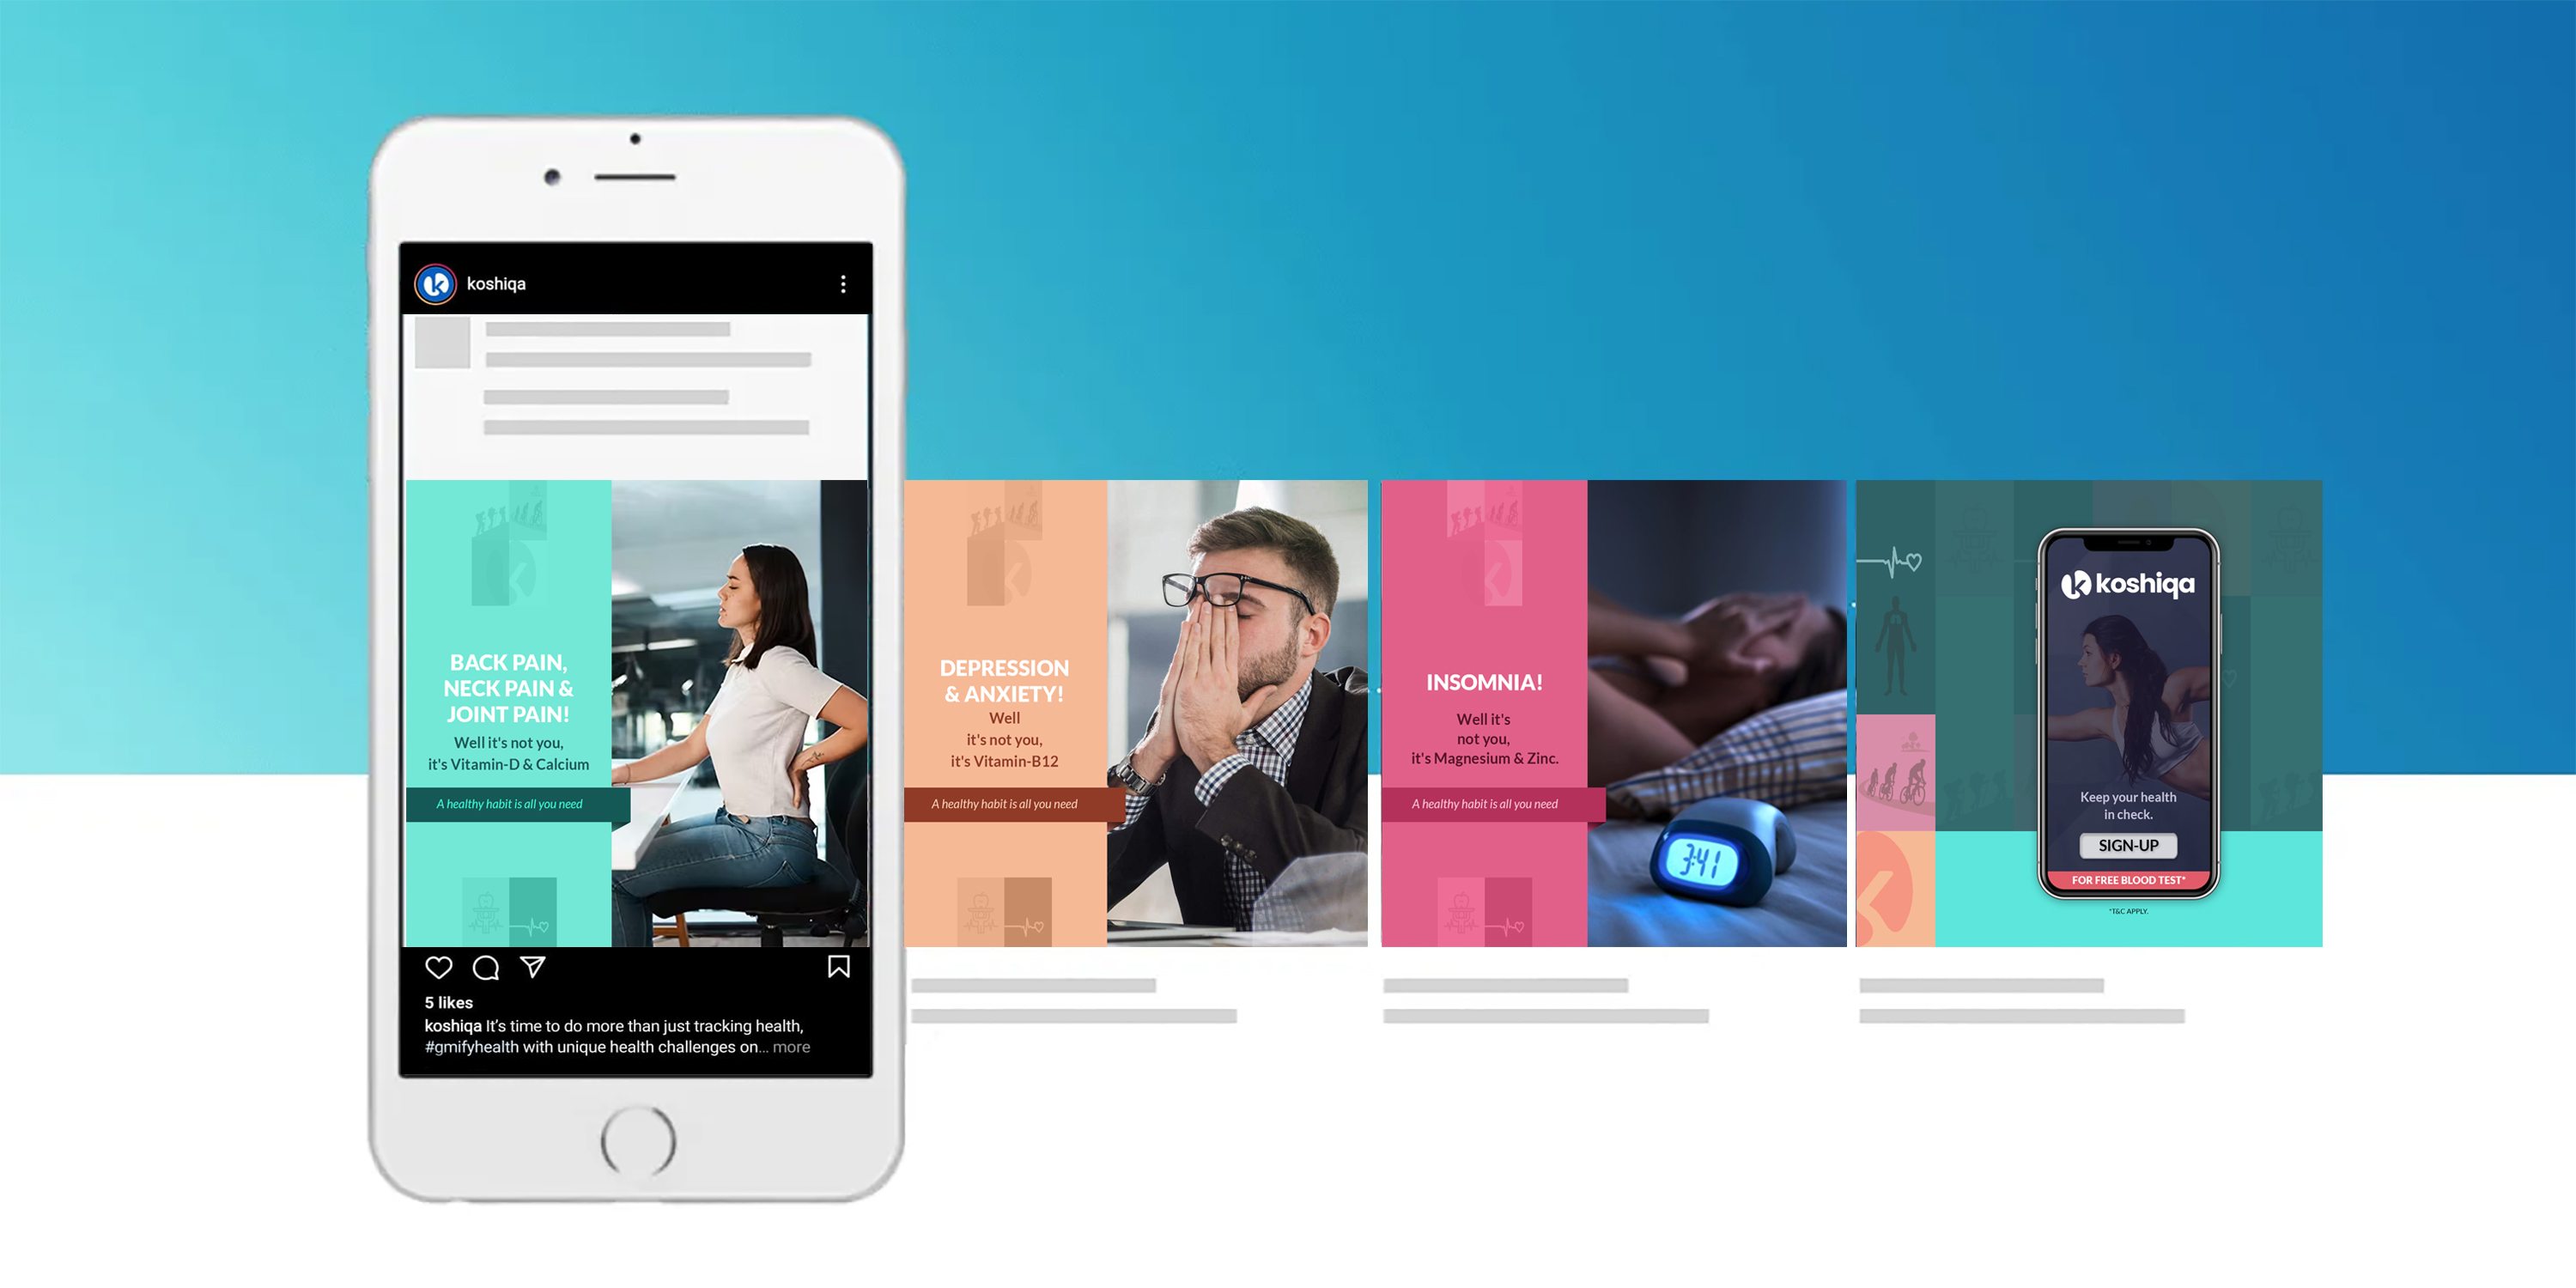 koshiqa
BACK PAIN,
NECK PAIN &
JOINT PAIN!
Well it's not you,
it's Vitamin-D & Calcium
A healthy habit is all you need
5 likes
koshiqa It's time to do more than just tracking health,
#gmifyhealth with unique health challenges on... more
DEPRESSION
& ANXIETY!
Well
it's not you,
it's Vitamin-B12
A healthy habit is all you need
INSOMNIA!
Well it's
not you,
it's Magnesium & Zinc.
A healthy habit is all you need
3:41
koshiqa
Keep your health
in check.
SIGN-UP
FOR FREE BLOOD TEST*
*T&C APPLY.